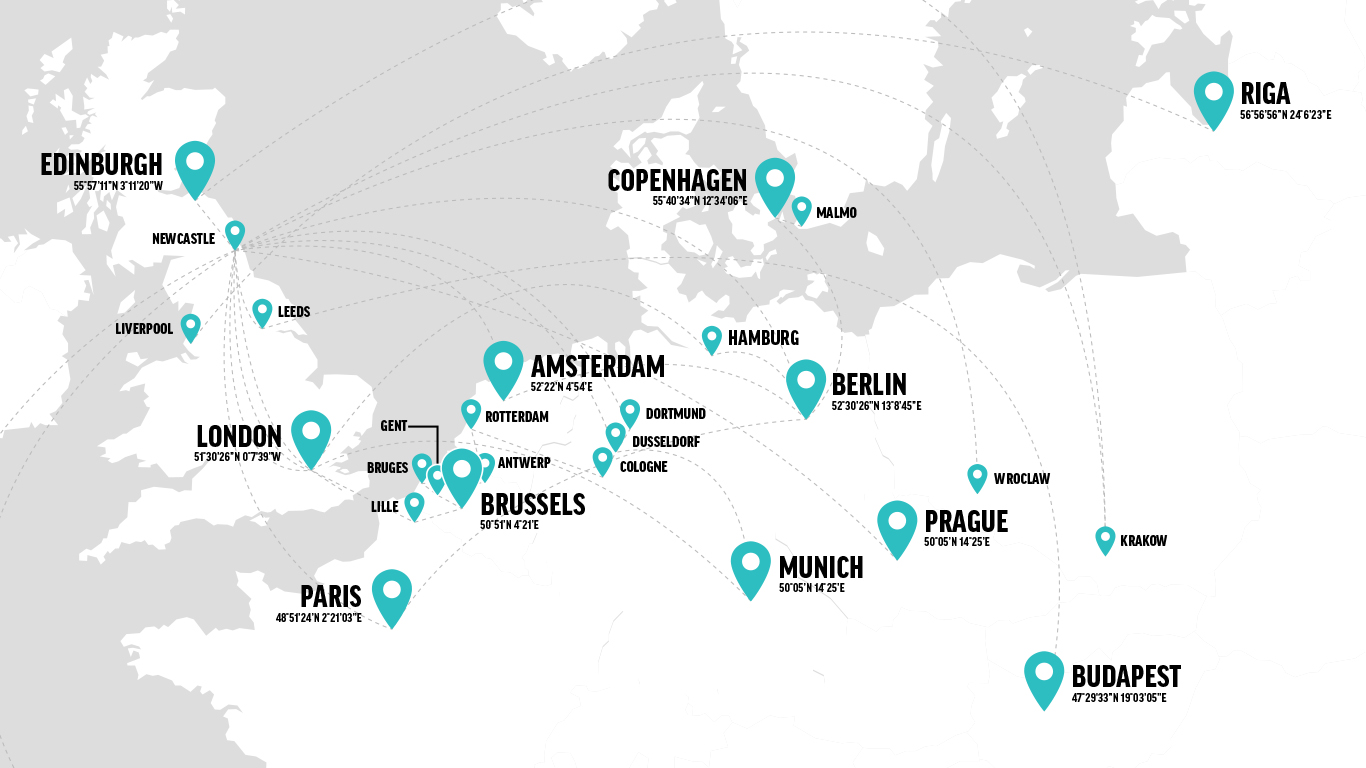 RIGA
56°56'56"N 24°6'23"E
EDINBURGH
55°57'11"N 3°11'20"W
COPENHAGEN
55°40'34"N 12°34'06"E
MALMO
NEWCASTLE
LEEDS
LIVERPOOL
HAMBURG
AMSTERDAM
52°22'N 4°54'E
BERLIN
52°30'26"N 13°8'45"E
ROTTERDAM
DORTMUND
GENT
LONDON
51°30'26"N 0°7'39"W
DUSSELDORF
BRUGES
ANTWERP
COLOGNE
WROCLAW
LILLE
BRUSSELS
50°51'N 4°21'E
PRAGUE
50°05'N 14°25'E
KRAKOW
MUNICH
50°05'N 14°25'E
PARIS
48°51'24"N 2°21'03"E
BUDAPEST
47°29'33"N 19°03'05"E